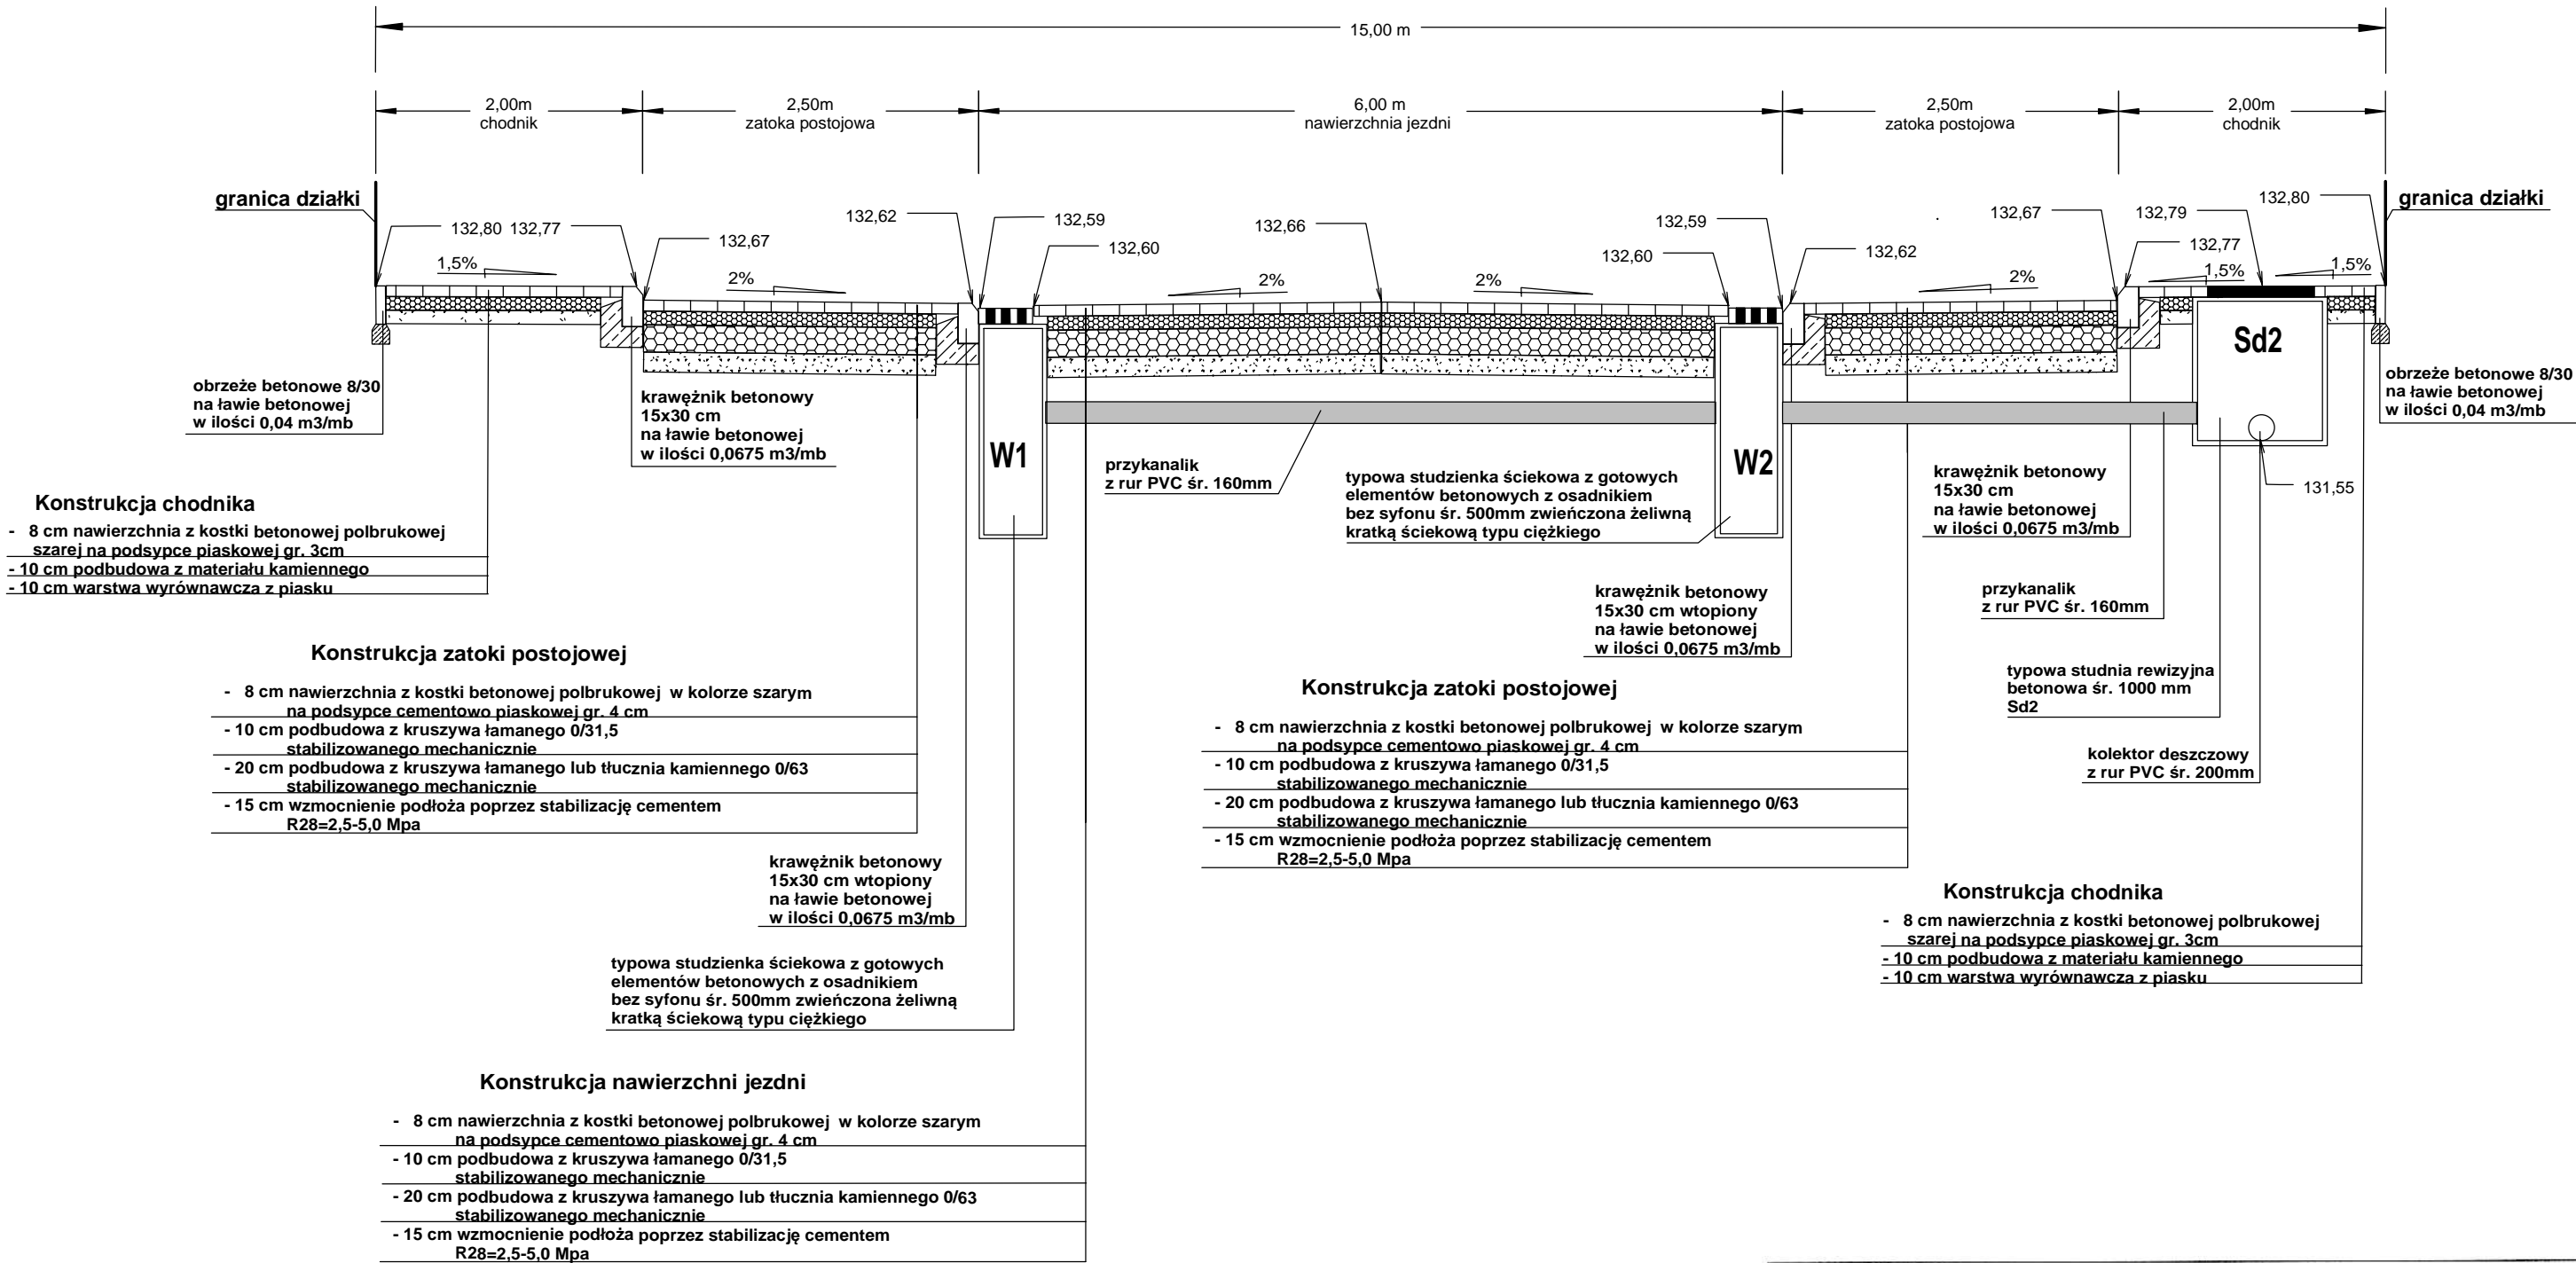 15,00 m
2,00m
chodnik
2,50m
zatoka postojowa
6,00 m
nawierzchnia jezdni
2,50m
zatoka postojowa
2,00m
chodnik
granica działki
132,80 132,77
132,67
132,62
132,59
132,60
132,66
132,59
132,60
132,62
132,67
132,79
132,77
132,80
granica działki
1,5%
2%
2%
2%
2%
1,5%
1,5%
obrzeże betonowe 8/30
na ławie betonowej
w ilości 0,04 m3/mb
krawężnik betonowy
15x30 cm
na ławie betonowej
w ilości 0,0675 m3/mb
W1
przykanalik
z rur PVC śr. 160mm
typowa studzienka ściekowa z gotowych
elementów betonowych z osadnikiem
bez syfonu śr. 500mm zwieńczona żeliwną
kratką ściekową typu ciężkiego
W2
krawężnik betonowy
15x30 cm
na ławie betonowej
w ilości 0,0675 m3/mb
Sd2
131,55
obrzeże betonowe 8/30
na ławie betonowej
w ilości 0,04 m3/mb
Konstrukcja chodnika
- 8 cm nawierzchnia z kostki betonowej polbrukowej
szarej na podsypce piaskowej gr. 3cm
- 10 cm podbudowa z materiału kamiennego
- 10 cm warstwa wyrównawcza z piasku
krawężnik betonowy
15x30 cm wtopiony
na ławie betonowej
w ilości 0,0675 m3/mb
przykanalik
z rur PVC śr. 160mm
typowa studnia rewizyjna
betonowa śr. 1000 mm
Sd2
kolektor deszczowy
z rur PVC śr. 200mm
Konstrukcja zatoki postojowej
- 8 cm nawierzchnia z kostki betonowej polbrukowej w kolorze szarym
na podsypce cementowo piaskowej gr. 4 cm
- 10 cm podbudowa z kruszywa łamanego 0/31,5
stabilizowanego mechanicznie
- 20 cm podbudowa z kruszywa łamanego lub tłucznia kamiennego 0/63
stabilizowanego mechanicznie
- 15 cm wzmocnienie podłoża poprzez stabilizację cementem
R28=2,5-5,0 Mpa
Konstrukcja zatoki postojowej
- 8 cm nawierzchnia z kostki betonowej polbrukowej w kolorze szarym
na podsypce cementowo piaskowej gr. 4 cm
- 10 cm podbudowa z kruszywa łamanego 0/31,5
stabilizowanego mechanicznie
- 20 cm podbudowa z kruszywa łamanego lub tłucznia kamiennego 0/63
stabilizowanego mechanicznie
- 15 cm wzmocnienie podłoża poprzez stabilizację cementem
R28=2,5-5,0 Mpa
krawężnik betonowy
15x30 cm wtopiony
na ławie betonowej
w ilości 0,0675 m3/mb
Konstrukcja chodnika
- 8 cm nawierzchnia z kostki betonowej polbrukowej
szarej na podsypce piaskowej gr. 3cm
- 10 cm podbudowa z materiału kamiennego
- 10 cm warstwa wyrównawcza z piasku
typowa studzienka ściekowa z gotowych
elementów betonowych z osadnikiem
bez syfonu śr. 500mm zwieńczona żeliwną
kratką ściekową typu ciężkiego
Konstrukcja nawierzchni jezdni
- 8 cm nawierzchnia z kostki betonowej polbrukowej w kolorze szarym
na podsypce cementowo piaskowej gr. 4 cm
- 10 cm podbudowa z kruszywa łamanego 0/31,5
stabilizowanego mechanicznie
- 20 cm podbudowa z kruszywa łamanego lub tłucznia kamiennego 0/63
stabilizowanego mechanicznie
- 15 cm wzmocnienie podłoża poprzez stabilizację cementem
R28=2,5-5,0 Mpa